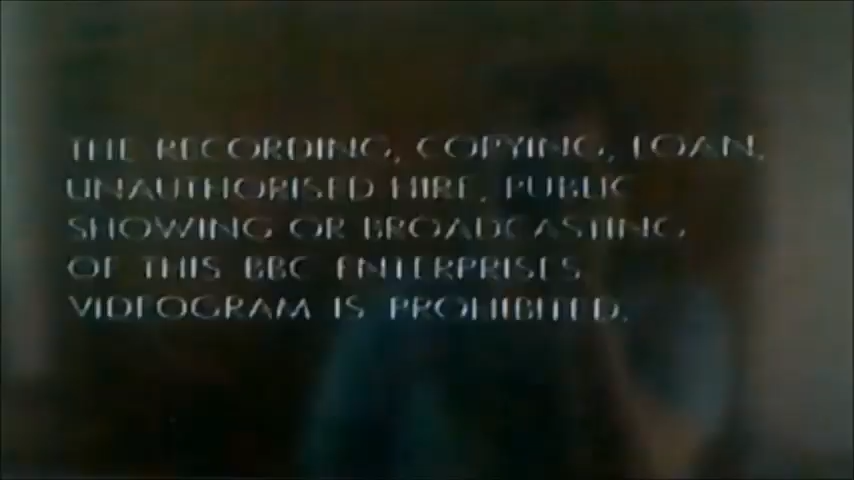 THE RECORDING, COPYING, LOAN,
UNAUTHORISED HIRE, PUBLIC
SHOWING OR BROADCASTING
OF THIS BBC ENTERPRISES
VIDEOGRAM IS PROHIBITED.